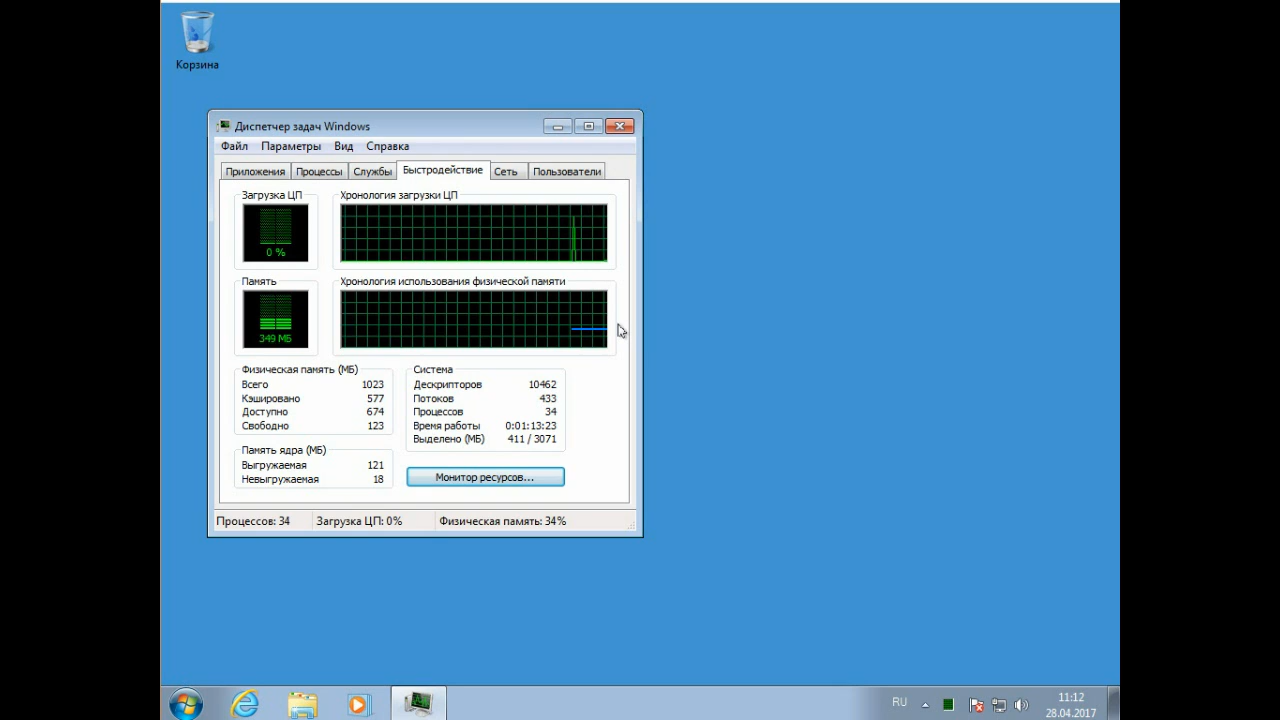 Корзина
Диспетчер задач Windows
Файл Параметры Вид Справка
Приложения Процессы Службы Быстродействие Сеть Пользователи
Загрузка ЦП
0 %
Хронология загрузки ЦП
Память
349 МБ
Хронология использования физической памяти
Физическая память (МБ)
Всего 1023
Кэшировано 577
Доступно 674
Свободно 123
Память ядра (МБ)
Выгружаемая 121
Невыгружаемая 18
Система
Дескрипторов 10462
Потоков 433
Процессов 34
Время работы 0:01:13:23
Выделено (МБ) 411 / 3071
Монитор ресурсов...
Процессов: 34 Загрузка ЦП: 0% Физическая память: 34%
RU
11:12
28.04.2017